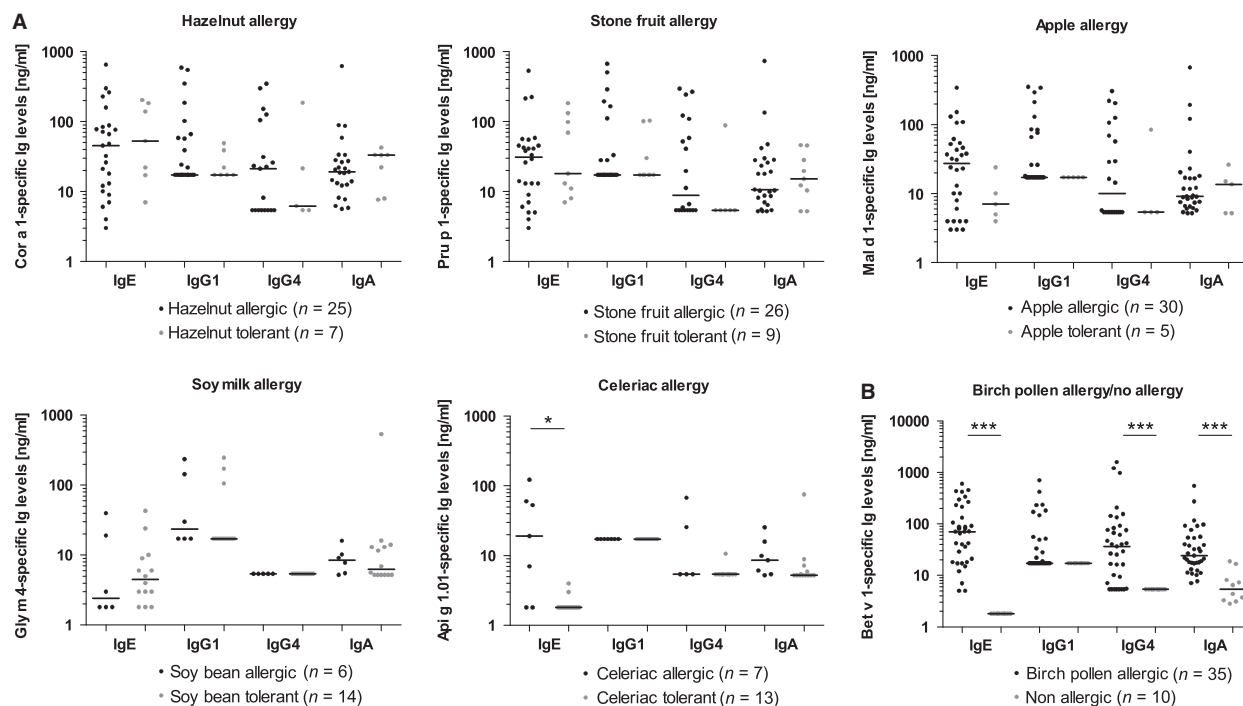 A
Hazelnut allergy
Cor a 1-specific Ig levels [ng/ml]
1000
100
10
1
IgE IgG1 IgG4 IgA
• Hazelnut allergic (n = 25)
• Hazelnut tolerant (n = 7)
Stone fruit allergy
Pru p 1-specific Ig levels [ng/ml]
1000
100
10
1
IgE IgG1 IgG4 IgA
• Stone fruit allergic (n = 26)
• Stone fruit tolerant (n = 9)
Apple allergy
Mal d 1-specific Ig levels [ng/ml]
1000
100
10
1
IgE IgG1 IgG4 IgA
• Apple allergic (n = 30)
• Apple tolerant (n = 5)
Soy milk allergy
Gly m 4-specific Ig levels [ng/ml]
1000
100
10
1
IgE IgG1 IgG4 IgA
• Soy bean allergic (n = 6)
• Soy bean tolerant (n = 14)
Celeriac allergy
Api g 1.01-specific Ig levels [ng/ml]
1000
100
10
1
*
IgE IgG1 IgG4 IgA
• Celeriac allergic (n = 7)
• Celeriac tolerant (n = 13)
B
Birch pollen allergy/no allergy
Bet v 1-specific Ig levels [ng/ml]
10000
1000
100
10
1
*** *** ***
IgE IgG1 IgG4 IgA
• Birch pollen allergic (n = 35)
• Non allergic (n = 10)